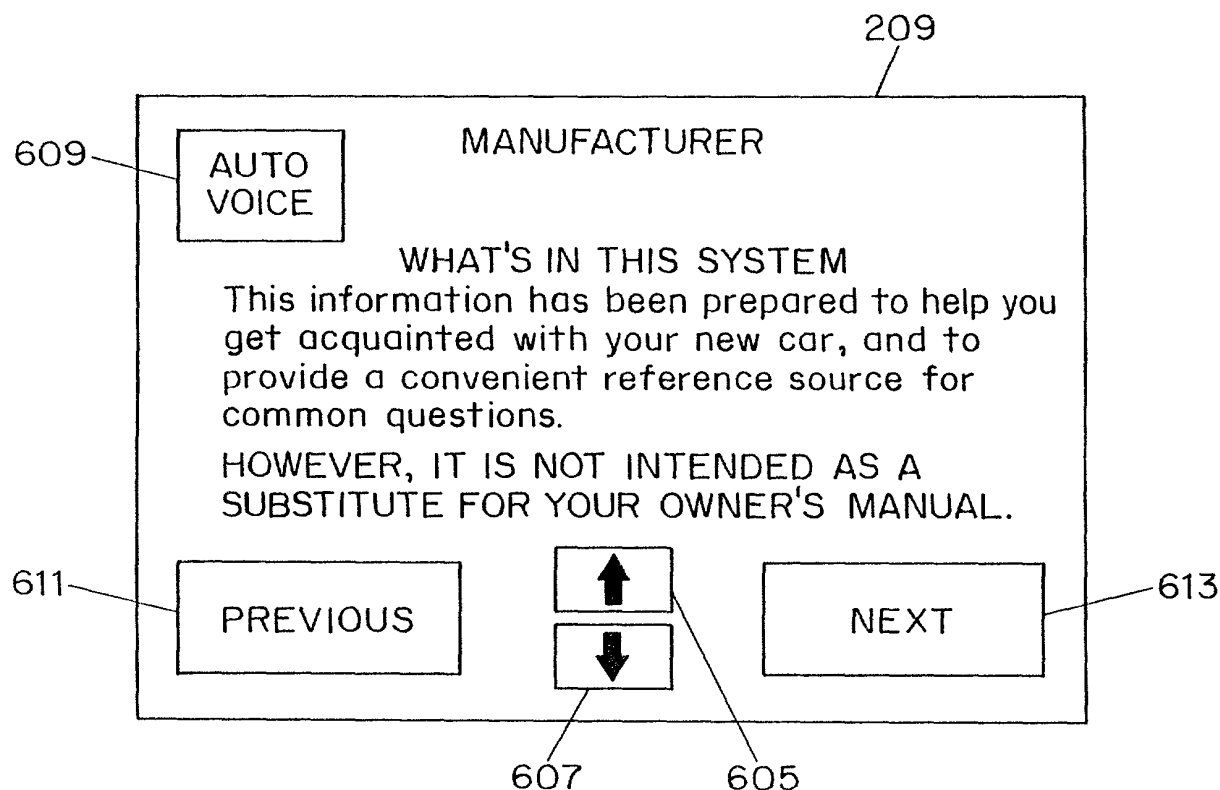 209
MANUFACTURER
609
AUTO
VOICE
WHAT'S IN THIS SYSTEM
This information has been prepared to help you
get acquainted with your new car, and to
provide a convenient reference source for
common questions.
HOWEVER, IT IS NOT INTENDED AS A
SUBSTITUTE FOR YOUR OWNER'S MANUAL.
611
PREVIOUS
NEXT
613
607
605